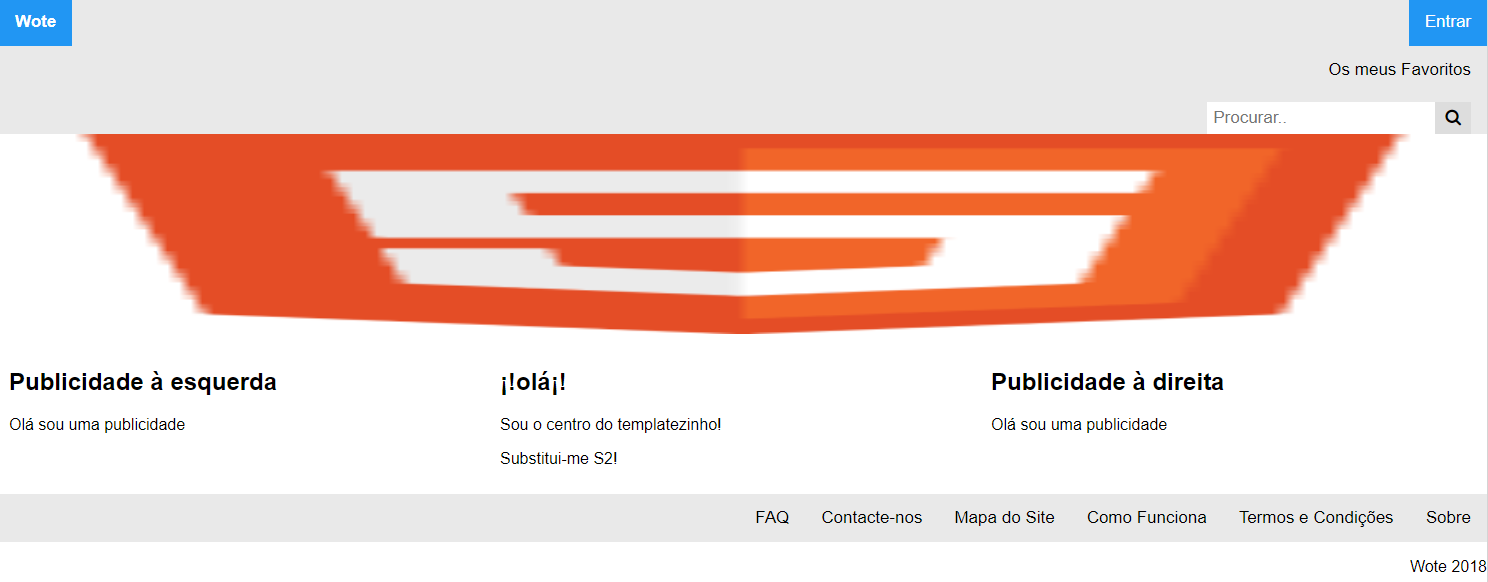 Wote
Entrar
Os meus Favoritos
Procurar..
Publicidade à esquerda
Olá sou uma publicidade
¡!olá¡!
Sou o centro do templatezinho!
Substitui-me S2!
Publicidade à direita
Olá sou uma publicidade
FAQ Contacte-nos Mapa do Site Como Funciona Termos e Condições Sobre
Wote 2018